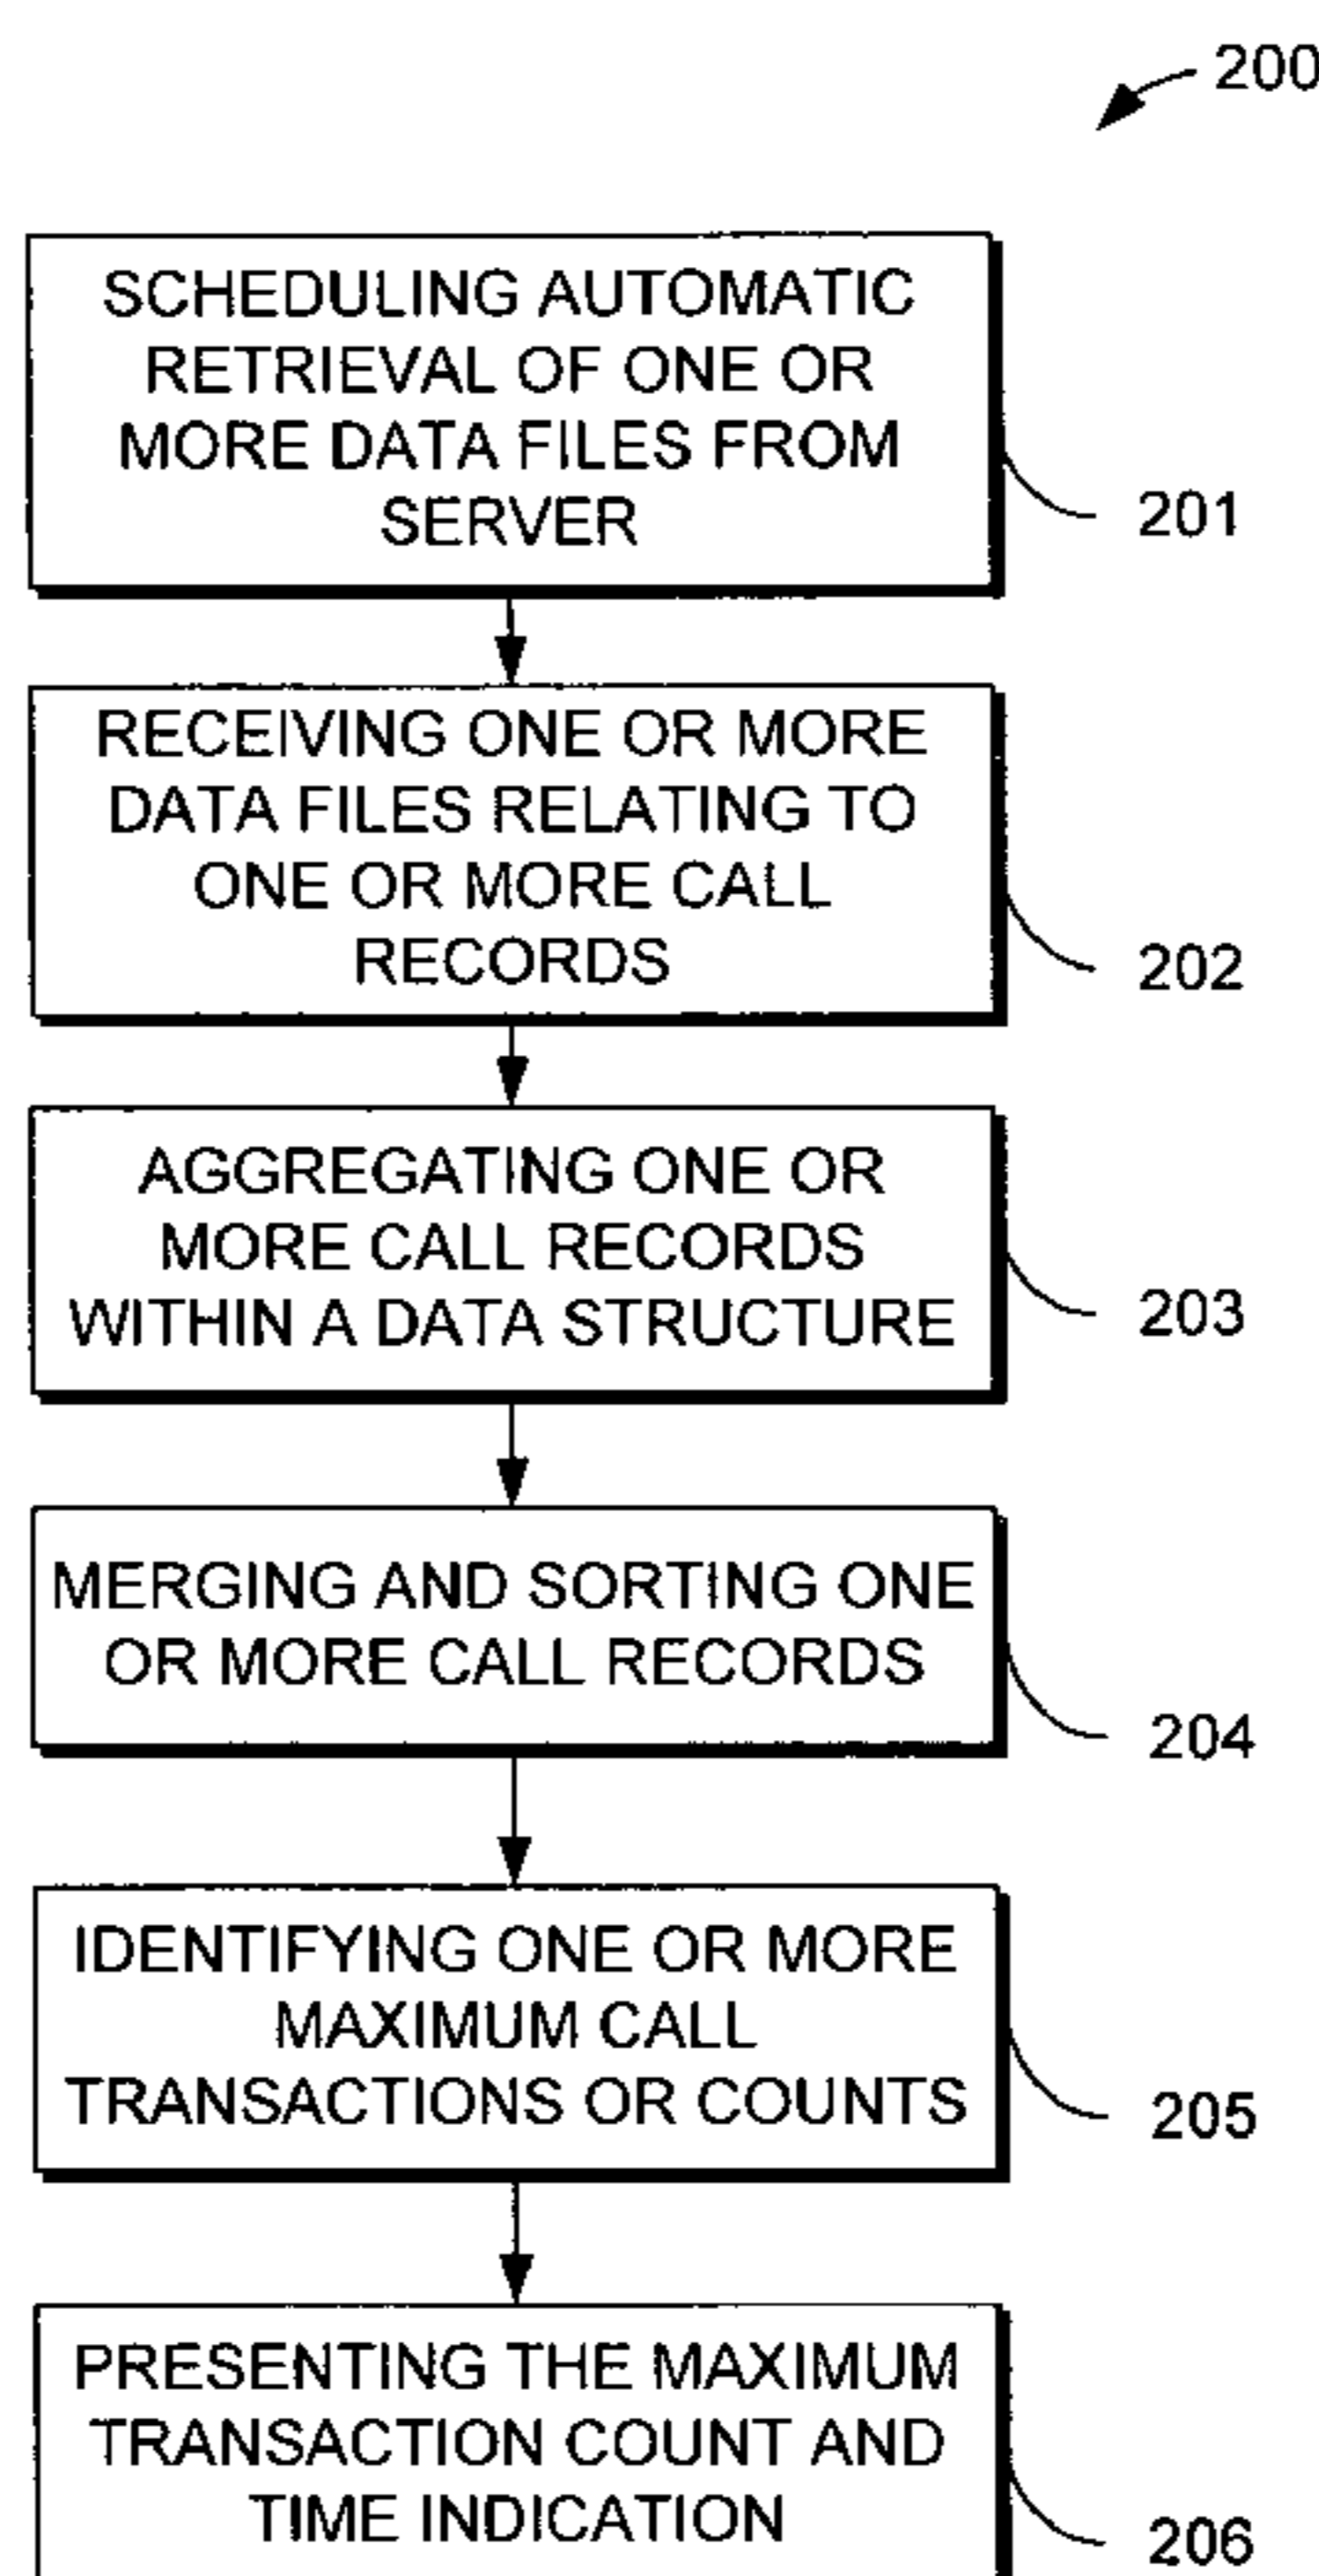 200
SCHEDULING AUTOMATIC
RETRIEVAL OF ONE OR
MORE DATA FILES FROM
SERVER
201
RECEIVING ONE OR MORE
DATA FILES RELATING TO
ONE OR MORE CALL
RECORDS
202
AGGREGATING ONE OR
MORE CALL RECORDS
WITHIN A DATA STRUCTURE
203
MERGING AND SORTING ONE
OR MORE CALL RECORDS
204
IDENTIFYING ONE OR MORE
MAXIMUM CALL
TRANSACTIONS OR COUNTS
205
PRESENTING THE MAXIMUM
TRANSACTION COUNT AND
TIME INDICATION
206